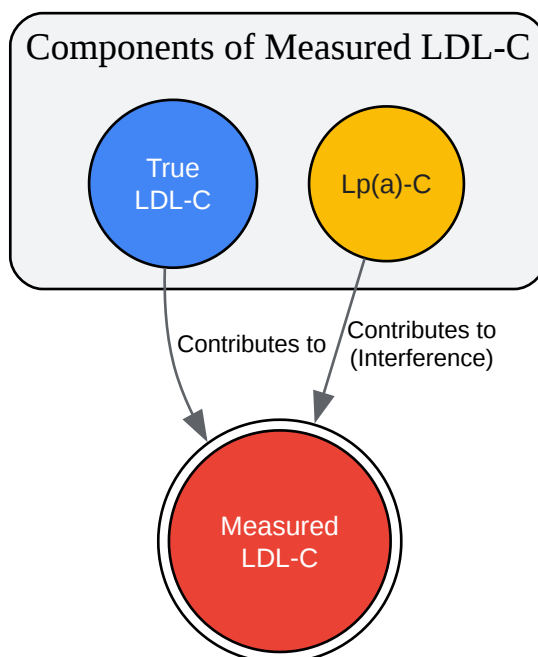 Components of Measured LDL-C
True
LDL-C
Lp(a)-C
Contributes to
Contributes to
(Interference)
Measured
LDL-C